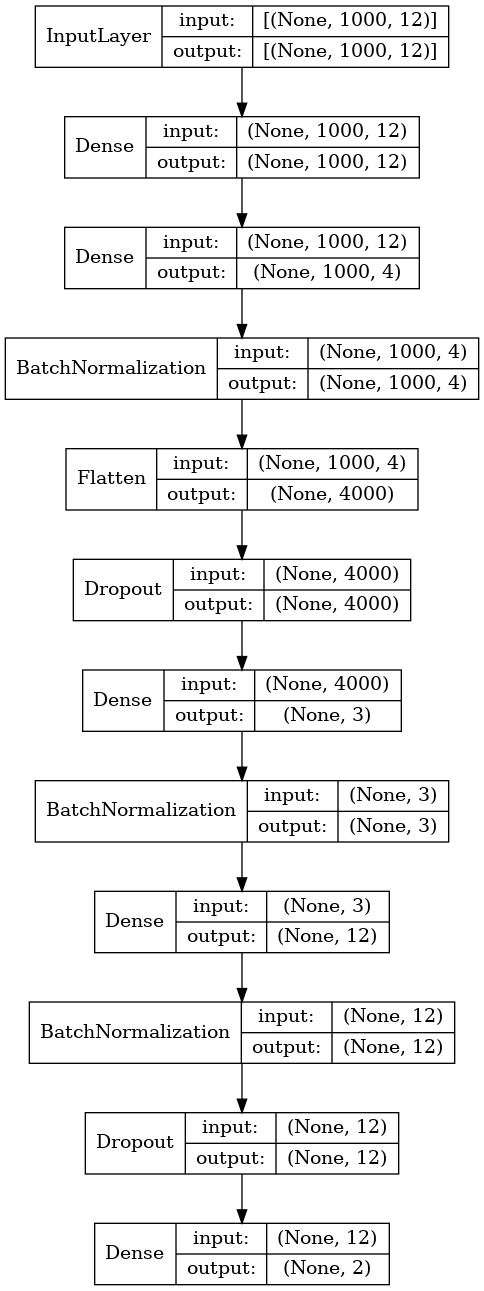 InputLayer input: [(None, 1000, 12)]
output: [(None, 1000, 12)]
Dense input: (None, 1000, 12)
output: (None, 1000, 12)
Dense input: (None, 1000, 12)
output: (None, 1000, 4)
BatchNormalization input: (None, 1000, 4)
output: (None, 1000, 4)
Flatten input: (None, 1000, 4)
output: (None, 4000)
Dropout input: (None, 4000)
output: (None, 4000)
Dense input: (None, 4000)
output: (None, 3)
BatchNormalization input: (None, 3)
output: (None, 3)
Dense input: (None, 3)
output: (None, 12)
BatchNormalization input: (None, 12)
output: (None, 12)
Dropout input: (None, 12)
output: (None, 12)
Dense input: (None, 12)
output: (None, 2)